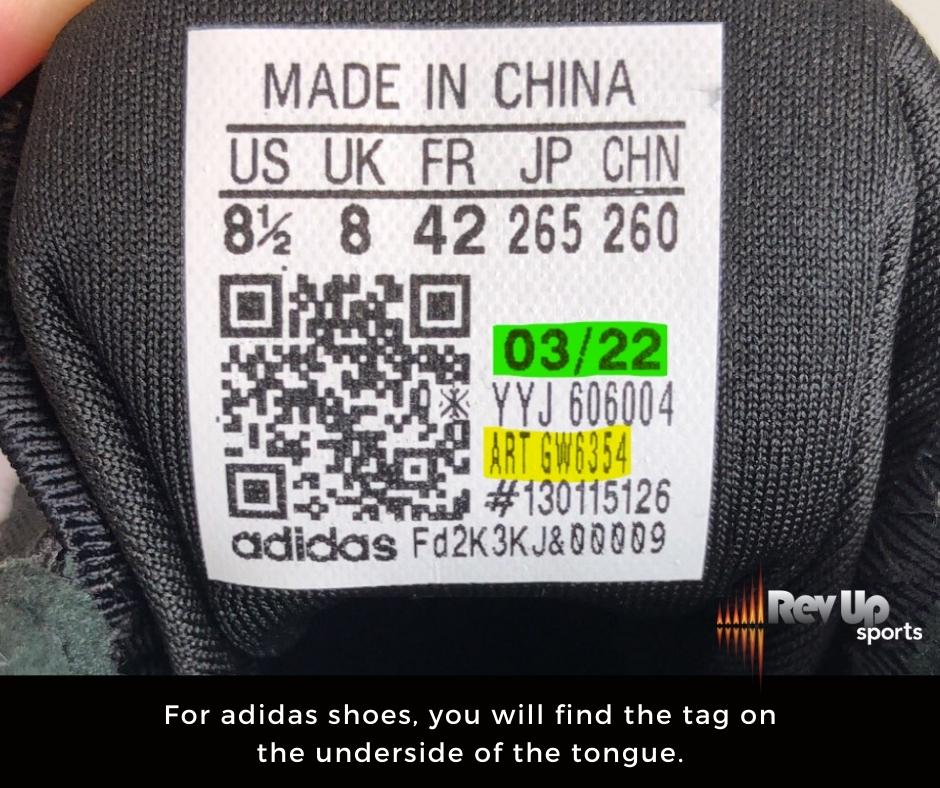 MADE IN CHINA
US UK FR JP CHN
8½ 8 42 265 260
03/22
YYJ 606004
ART GW6354
#130115126
adidas Fd2K3KJ&00009
RevUp
sports
For adidas shoes, you will find the tag on
the underside of the tongue.